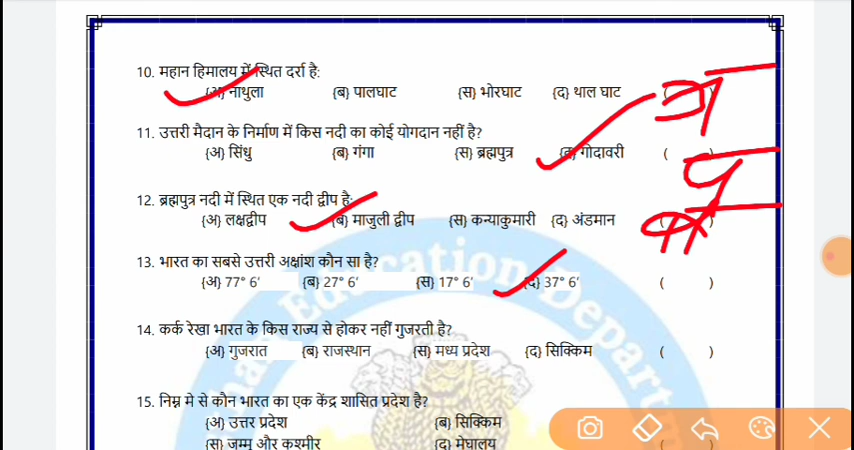 10. महान हिमालय में स्थित दर्रा है:
{अ} नाथुला {ब} पालघाट {स} भोरघाट {द} थाल घाट ( अ
11. उत्तरी मैदान के निर्माण में किस नदी का कोई योगदान नहीं है?
{अ} सिंधु {ब} गंगा {स} ब्रह्मपुत्र {द} गोदावरी ( द )
12. ब्रह्मपुत्र नदी में स्थित एक नदी द्वीप है:
{अ} लक्षद्वीप {ब} माजुली द्वीप {स} कन्याकुमारी {द} अंडमान ( ब )
13. भारत का सबसे उत्तरी अक्षांश कौन सा है?
{अ} 77° 6‘ {ब} 27° 6‘ {स} 17° 6‘ {द} 37° 6‘ ( )
14. कर्क रेखा भारत के किस राज्य से होकर नहीं गुजरती है?
{अ} गुजरात {ब} राजस्थान {स} मध्य प्रदेश {द} सिक्किम ( )
15. निम्न मे से कौन भारत का एक केंद्र शासित प्रदेश है?
{अ} उत्तर प्रदेश {ब} सिक्किम
{स} जम्मू और कश्मीर {द} मेघालय ( )